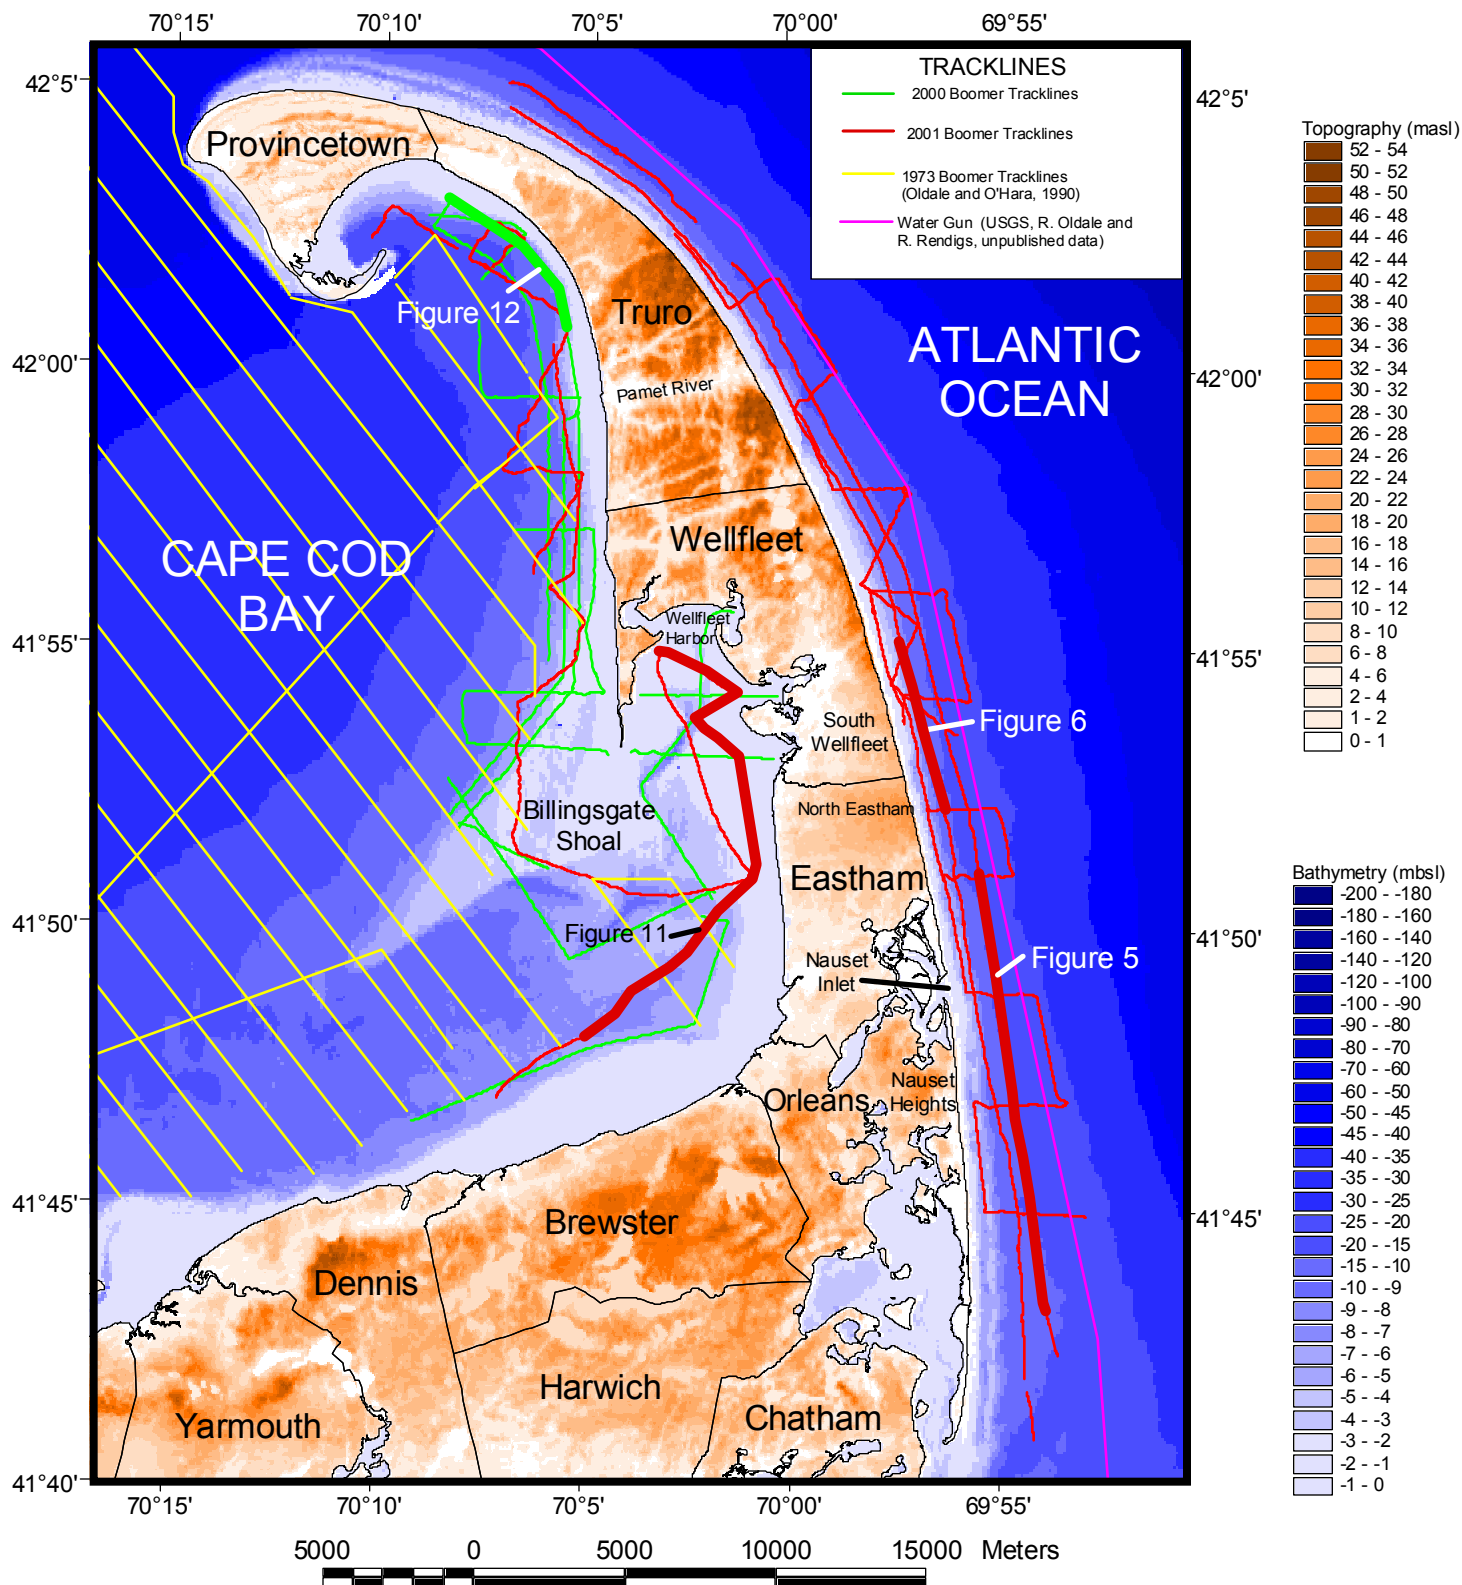 70°15'
70°10'
70°5'
70°00'
69°55'
42°5'
42°00'
41°55'
41°50'
41°45'
41°40'
42°5'
42°00'
41°55'
41°50'
41°45'
70°15'
70°10'
70°5'
70°00'
69°55'
TRACKLINES
2000 Boomer Tracklines
2001 Boomer Tracklines
1973 Boomer Tracklines
(Oldale and O'Hara, 1990)
Water Gun (USGS, R. Oldale and
R. Rendigs, unpublished data)
Provincetown
Figure 12
Truro
Pamet River
ATLANTIC
OCEAN
CAPE COD
BAY
Wellfleet
Wellfleet
Harbor
South
Wellfleet
Figure 6
North Eastham
Billingsgate
Shoal
Eastham
Figure 11
Nauset
Inlet
Figure 5
Nauset
Heights
Orleans
Brewster
Dennis
Harwich
Yarmouth
Chatham
5000
0
5000
10000
15000
Meters
Topography (masl)
52 - 54
50 - 52
48 - 50
46 - 48
44 - 46
42 - 44
40 - 42
38 - 40
36 - 38
34 - 36
32 - 34
30 - 32
28 - 30
26 - 28
24 - 26
22 - 24
20 - 22
18 - 20
16 - 18
14 - 16
12 - 14
10 - 12
8 - 10
6 - 8
4 - 6
2 - 4
1 - 2
0 - 1
Bathymetry (mbsl)
-200 - -180
-180 - -160
-160 - -140
-140 - -120
-120 - -100
-100 - -90
-90 - -80
-80 - -70
-70 - -60
-60 - -50
-50 - -45
-45 - -40
-40 - -35
-35 - -30
-30 - -25
-25 - -20
-20 - -15
-15 - -10
-10 - -9
-9 - -8
-8 - -7
-7 - -6
-6 - -5
-5 - -4
-4 - -3
-3 - -2
-2 - -1
-1 - 0